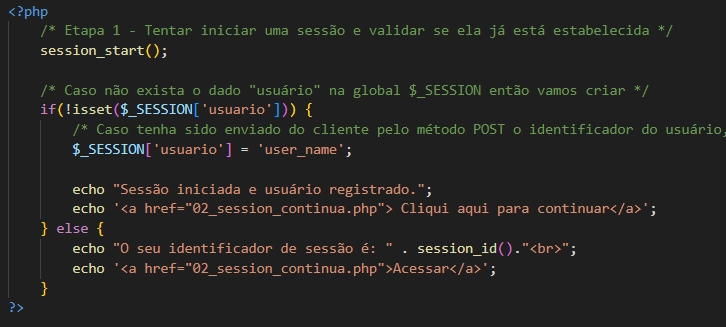 <?php
/* Etapa 1 - Tentar iniciar uma sessão e validar se ela já está estabelecida */
session_start();
/* Caso não exista o dado "usuário" na global $_SESSION então vamos criar */
if(!isset($_SESSION['usuario'])) {
/* Caso tenha sido enviado do cliente pelo método POST o identificador do usuário,
$_SESSION['usuario'] = 'user_name';
echo "Sessão iniciada e usuário registrado.";
echo '<a href="02_session_continua.php"> Cliqui aqui para continuar</a>';
} else {
echo "O seu identificador de sessão é: " . session_id()."<br>";
echo '<a href="02_session_continua.php">Acessar</a>';
}
?>